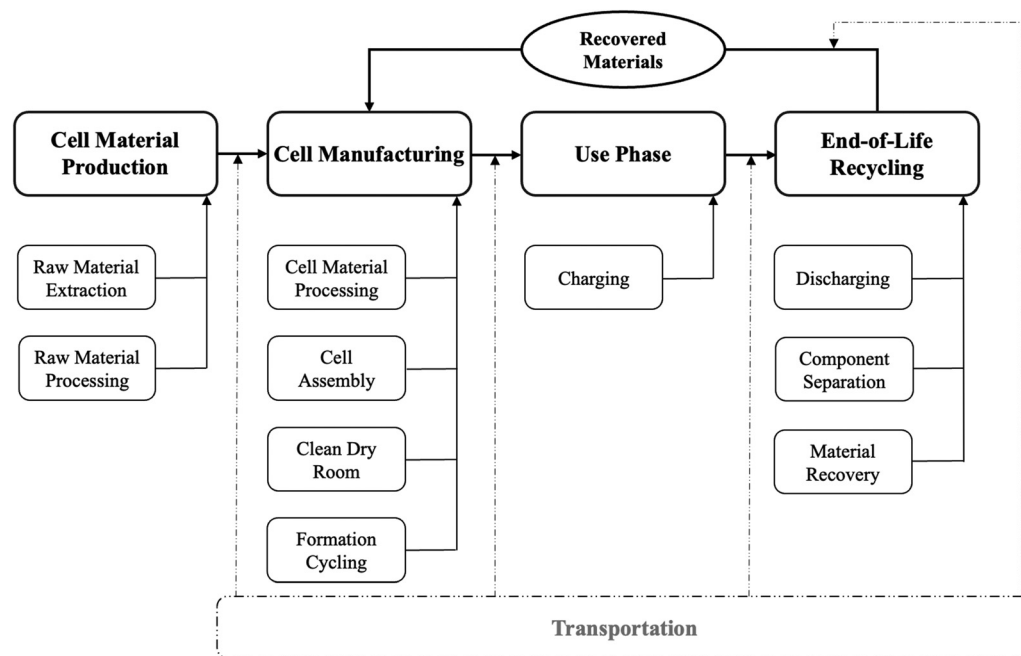 Recovered
Materials
Cell Material
Production
Cell Manufacturing
Use Phase
End-of-Life
Recycling
Raw Material
Extraction
Raw Material
Processing
Cell Material
Processing
Cell
Assembly
Clean Dry
Room
Formation
Cycling
Charging
Discharging
Component
Separation
Material
Recovery
Transportation